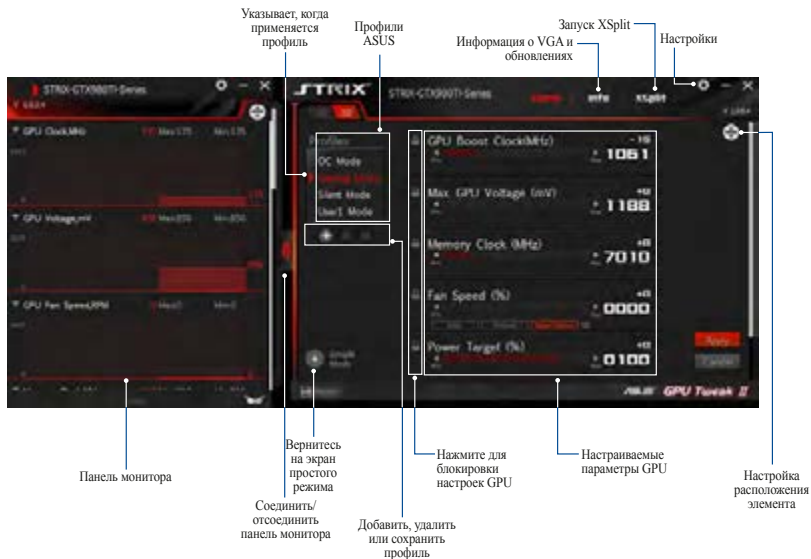 Указывает, когда
применяется
профиль
Профили
ASUS
Информация о VGA и
обновлениях
Запуск XSplit
Настройки
STRIX-GTX980TI-Series
GPU Clock,MHz
GPU Voltage,mV
GPU Fan Speed,RPM
STRIX
STRIX-GTX980TI-Series
Info
XSplit
Profiles
OC Mode
Silent Mode
User1 Mode
Simple
Mode
GPU Boost Clock(MHz)
1061
Max. GPU Voltage (mV)
1188
Memory Clock (MHz)
7010
Fan Speed (%)
0000
Power Target (%)
0100
Apply
GPU Tweak II
Панель монитора
Соединить/
отсоединить
панель монитора
Вернитесь
на экран
простого
режима
Добавить, удалить
или сохранить
профиль
Нажмите для
блокировки
настроек GPU
Настраиваемые
параметры GPU
Настройка
расположения
элемента